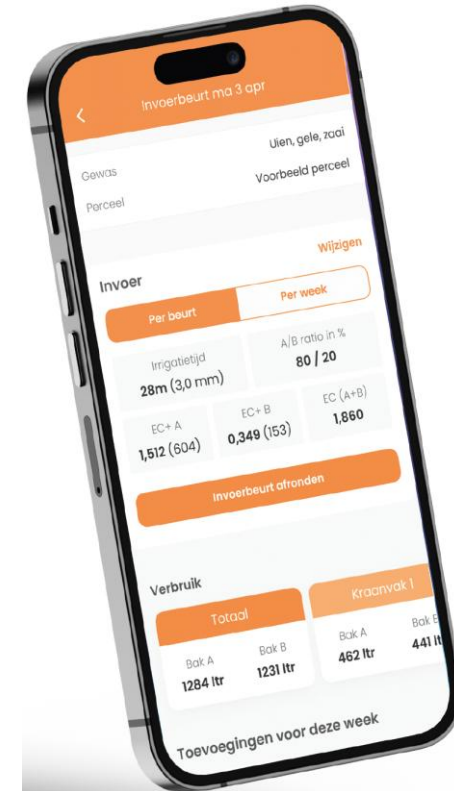 Invoerbeurt ma 3 apr
Gewas Uien, gele, zaai
Perceel Voorbeeld perceel
Invoer Wijzigen
Per beurt Per week
Irrigatietijd A/B ratio in %
28m (3,0 mm) 80 / 20
EC+ A EC+ B EC (A+B)
1,512 (604) 0,349 (153) 1,860
Invoerbeurt afronden
Verbruik
Totaal Kraanvak 1
Bak A Bak B Bak A Bak
1284 ltr 1231 ltr 462 ltr 441 lt
Toevoegingen voor deze week